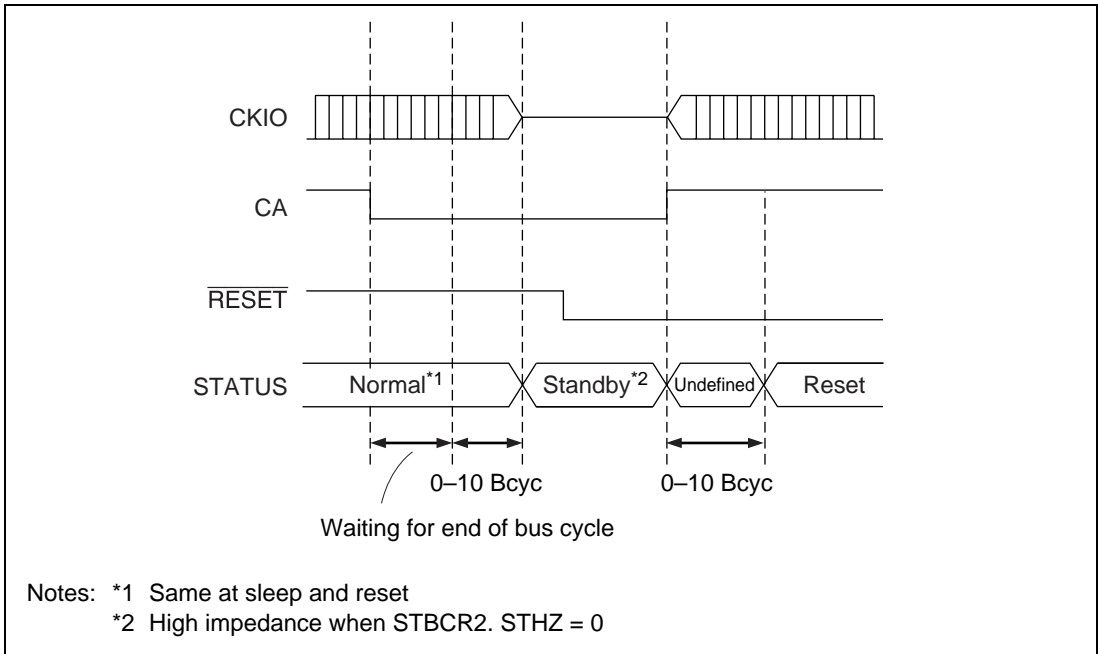 CKIO
CA
RESET
STATUS Normal*1 Standby*2 Undefined Reset
0–10 Bcyc 0–10 Bcyc
Waiting for end of bus cycle
Notes: *1 Same at sleep and reset
*2 High impedance when STBCR2. STHZ = 0